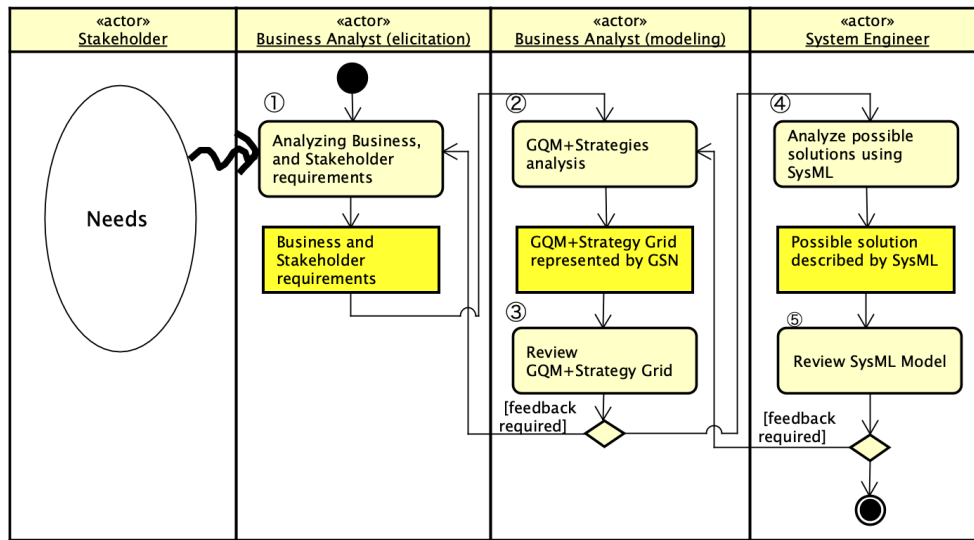 «actor»
Stakeholder
«actor»
Business Analyst (elicitation)
«actor»
Business Analyst (modeling)
«actor»
System Engineer
Needs
①
Analyzing Business,
and Stakeholder
requirements
Business and
Stakeholder
requirements
②
GQM+Strategies
analysis
GQM+Strategy Grid
represented by GSN
③
Review
GQM+Strategy Grid
[feedback
required]
④
Analyze possible
solutions using
SysML
Possible solution
described by SysML
⑤
Review SysML Model
[feedback
required]